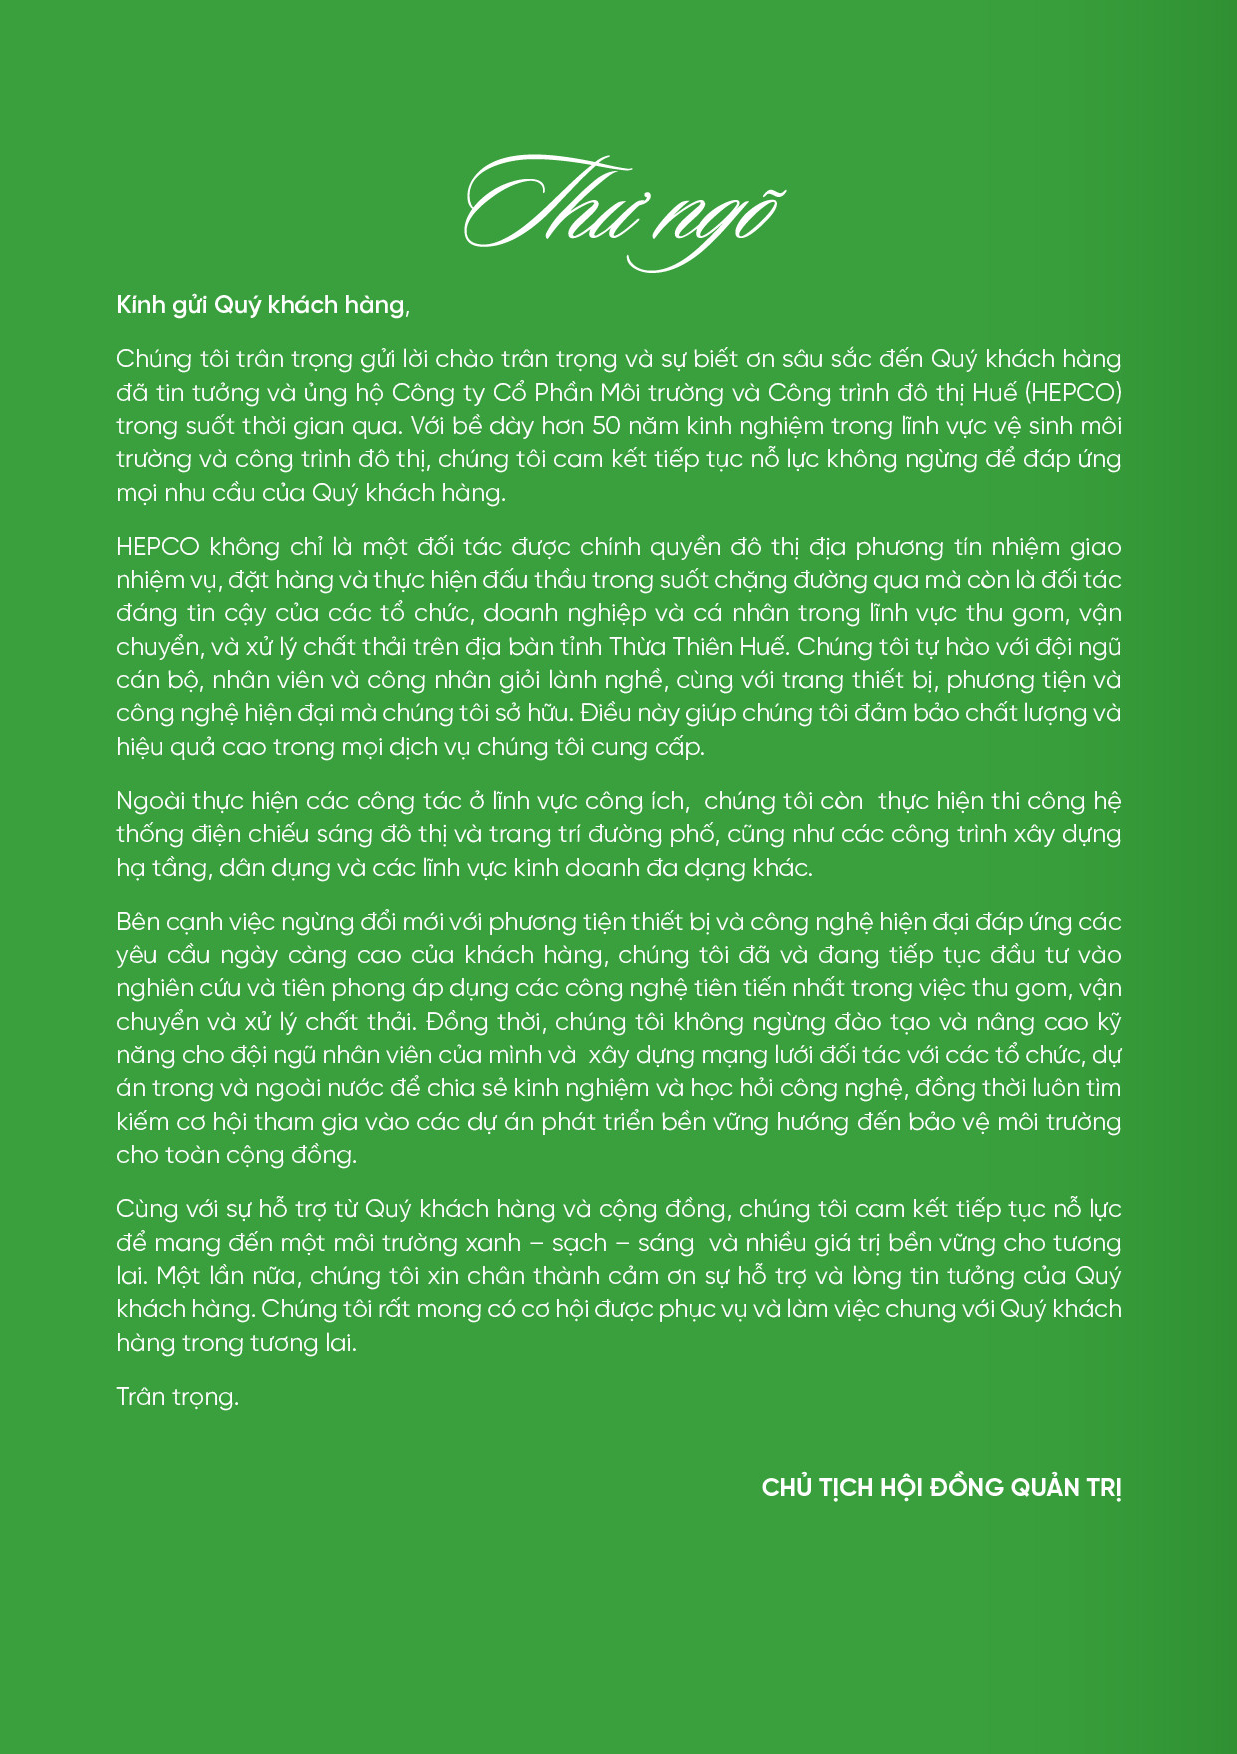 Thư ngõ
Kính gửi Quý khách hàng,
Chúng tôi trân trọng gửi lời chào trân trọng và sự biết ơn sâu sắc đến Quý khách hàng
đã tin tưởng và ủng hộ Công ty Cổ Phần Môi trường và Công trình đô thị Huế (HEPCO)
trong suốt thời gian qua. Với bề dày hơn 50 năm kinh nghiệm trong lĩnh vực vệ sinh môi
trường và công trình đô thị, chúng tôi cam kết tiếp tục nỗ lực không ngừng để đáp ứng
mọi nhu cầu của Quý khách hàng.
HEPCO không chỉ là một đối tác được chính quyền đô thị địa phương tín nhiệm giao
nhiệm vụ, đặt hàng và thực hiện đấu thầu trong suốt chặng đường qua mà còn là đối tác
đáng tin cậy của các tổ chức, doanh nghiệp và cá nhân trong lĩnh vực thu gom, vận
chuyển, và xử lý chất thải trên địa bàn tỉnh Thừa Thiên Huế. Chúng tôi tự hào với đội ngũ
cán bộ, nhân viên và công nhân giỏi lành nghề, cùng với trang thiết bị, phương tiện và
công nghệ hiện đại mà chúng tôi sở hữu. Điều này giúp chúng tôi đảm bảo chất lượng và
hiệu quả cao trong mọi dịch vụ chúng tôi cung cấp.
Ngoài thực hiện các công tác ở lĩnh vực công ích,  chúng tôi còn  thực hiện thi công hệ
thống điện chiếu sáng đô thị và trang trí đường phố, cũng như các công trình xây dựng
hạ tầng, dân dụng và các lĩnh vực kinh doanh đa dạng khác.
Bên cạnh việc ngừng đổi mới với phương tiện thiết bị và công nghệ hiện đại đáp ứng các
yêu cầu ngày càng cao của khách hàng, chúng tôi đã và đang tiếp tục đầu tư vào
nghiên cứu và tiên phong áp dụng các công nghệ tiên tiến nhất trong việc thu gom, vận
chuyển và xử lý chất thải. Đồng thời, chúng tôi không ngừng đào tạo và nâng cao kỹ
năng cho đội ngũ nhân viên của mình và  xây dựng mạng lưới đối tác với các tổ chức, dự
án trong và ngoài nước để chia sẻ kinh nghiệm và học hỏi công nghệ, đồng thời luôn tìm
kiếm cơ hội tham gia vào các dự án phát triển bền vững hướng đến bảo vệ môi trường
cho toàn cộng đồng.
Cùng với sự hỗ trợ từ Quý khách hàng và cộng đồng, chúng tôi cam kết tiếp tục nỗ lực
để mang đến một môi trường xanh – sạch – sáng  và nhiều giá trị bền vững cho tương
lai. Một lần nữa, chúng tôi xin chân thành cảm ơn sự hỗ trợ và lòng tin tưởng của Quý
khách hàng. Chúng tôi rất mong có cơ hội được phục vụ và làm việc chung với Quý khách
hàng trong tương lai.
Trân trọng.
CHỦ TỊCH HỘI ĐỒNG QUẢN TRỊ